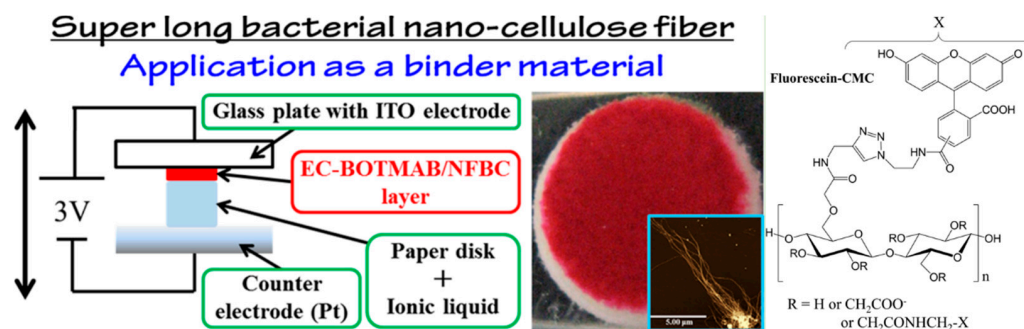 Super long bacterial nano-cellulose fiber
Application as a binder material
Glass plate with ITO electrode
EC-BOTMAB/NFBC
layer
3V
Paper disk
+
Ionic liquid
Counter
electrode (Pt)
5.00 μm
X
HO
O
O
Fluorescein-CMC
COOH
N
N
N
NH
O
HN
O
O
H
O
RO
OR
O
O
RO
OR
O
OR
OH
n
R = H or CH₂COO⁻
or CH₂CONHCH₂-X